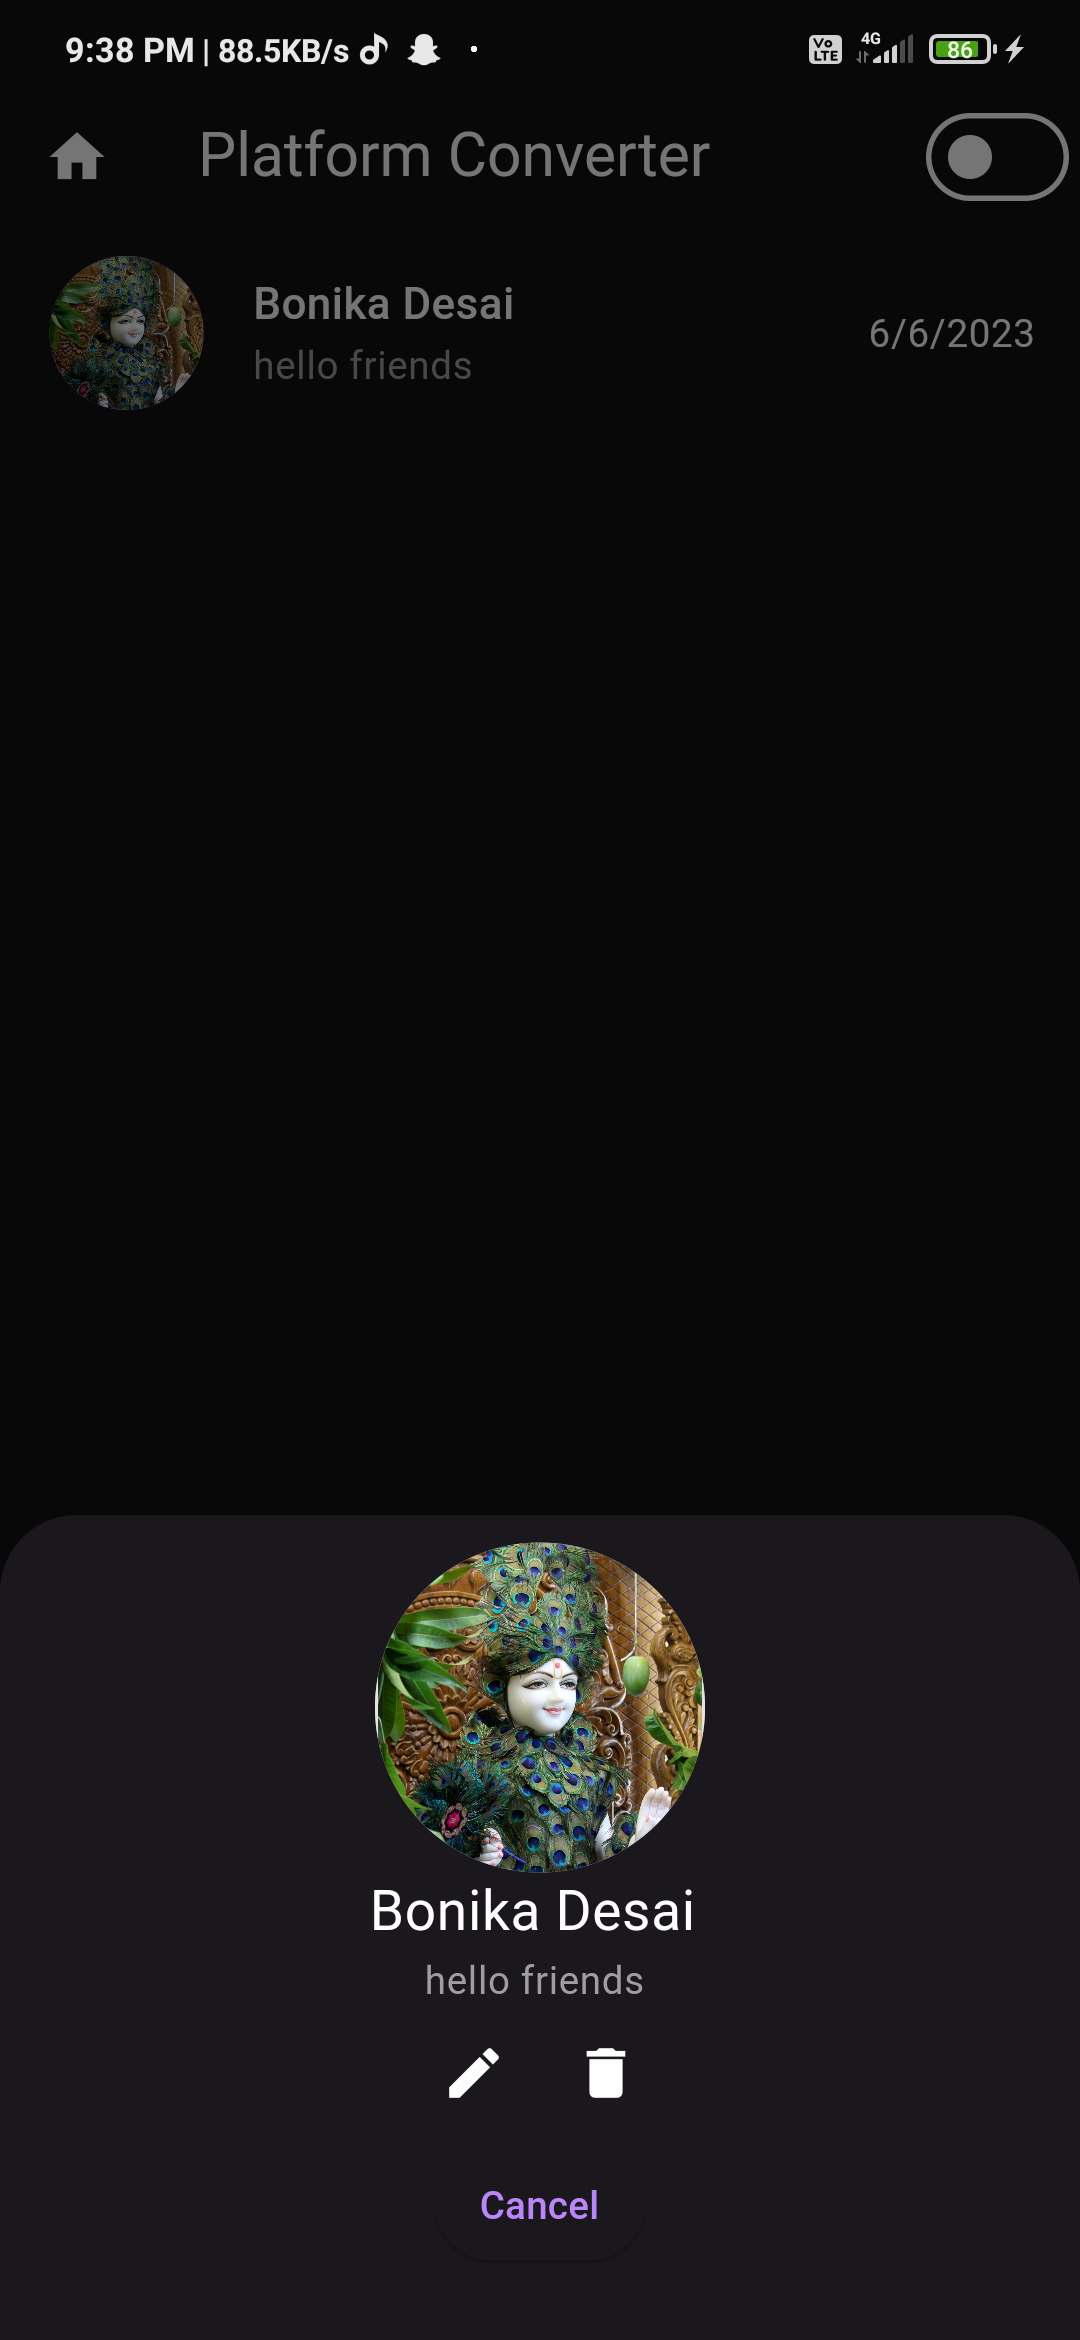 9:38 PM | 88.5KB/s
Vo LTE 4G 86
Platform Converter
Bonika Desai
hello friends
6/6/2023
Bonika Desai
hello friends
Cancel